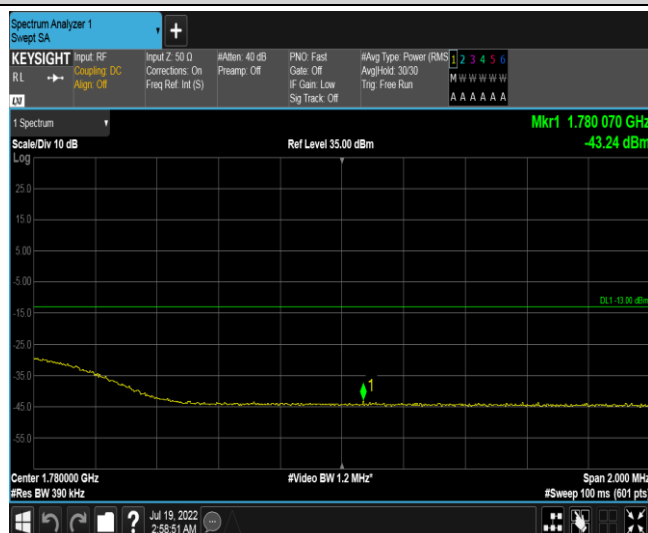 Spectrum Analyzer 1
Swept SA
+
KEYSIGHT
RL
LXI
Input: RF
Coupling: DC
Align: Off
Input Z: 50 Ω
Corrections: On
Freq Ref: Int (S)
#Atten: 40 dB
Preamp: Off
PNO: Fast
Gate: Off
IF Gain: Low
Sig Track: Off
#Avg Type: Power (RMS
Avg|Hold: 30/30
Trig: Free Run
1 2 3 4 5 6
M W W W W W
A A A A A A
1 Spectrum
Scale/Div 10 dB
Ref Level 35.00 dBm
Mkr1 1.780 070 GHz
-43.24 dBm
Log
25.0
15.0
5.00
-5.00
DL1 -13.00 dBm
-15.0
-25.0
-35.0
1
-45.0
-55.0
Center 1.780000 GHz
#Video BW 1.2 MHz*
Span 2.000 MHz
#Res BW 390 kHz
#Sweep 100 ms (601 pts)
?
Jul 19, 2022
2:58:51 AM